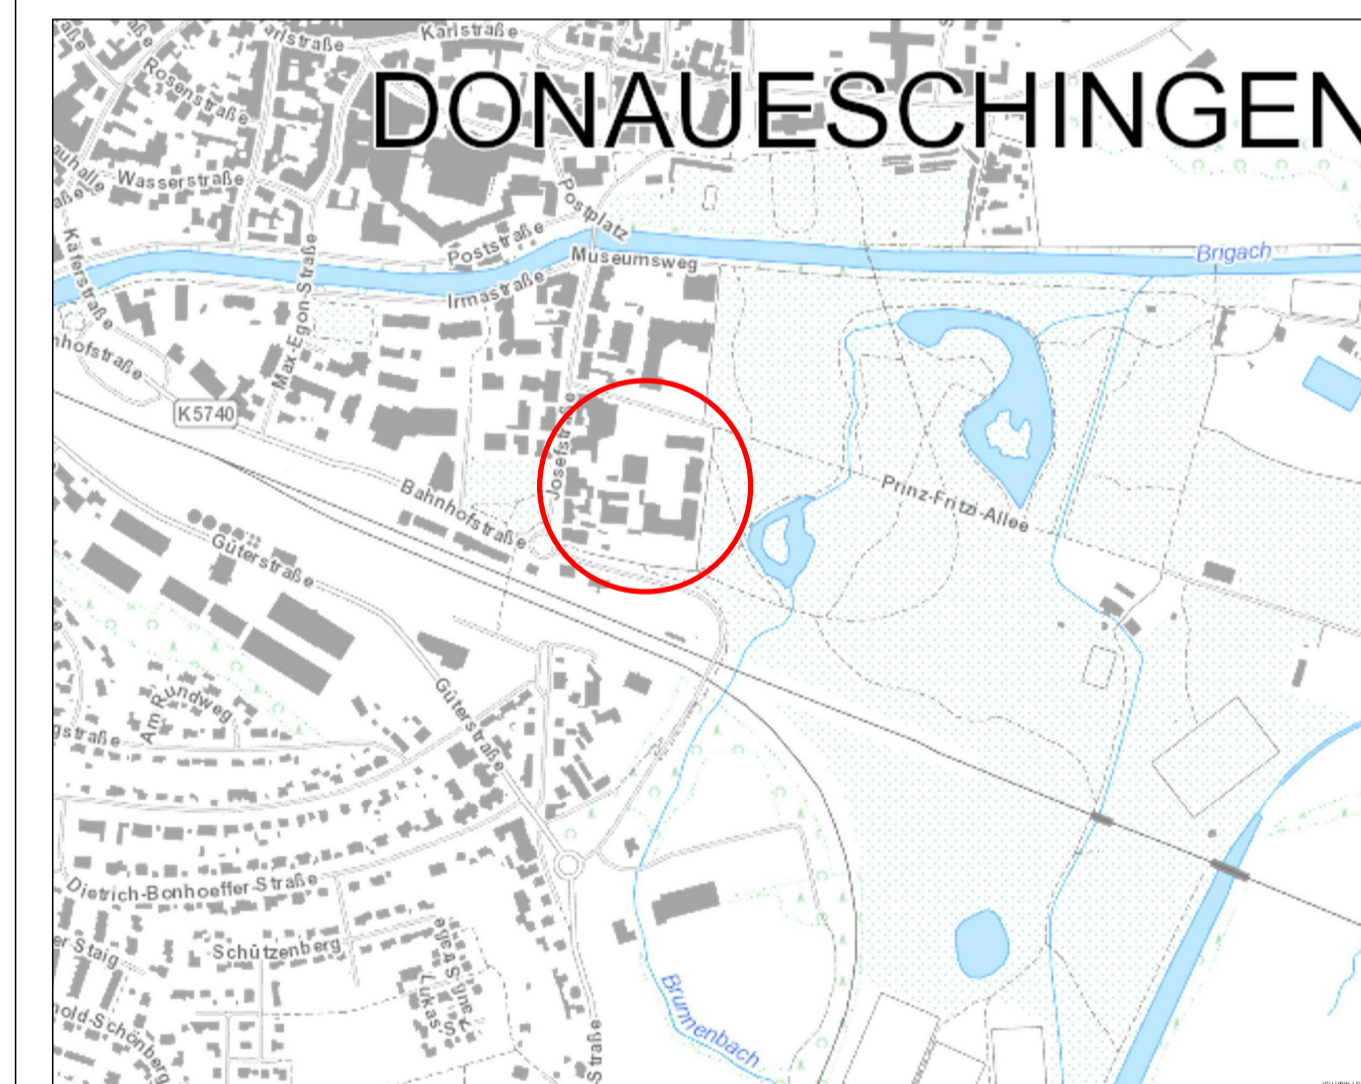 Karlstraße
Karlstraße
Rosenstraße
DONAUESCHINGEN
Wasserstraße
Postplatz
Poststraße
Museumsweg
Brigach
Käferstraße
Max-Egon-Straße
Irmastraße
K5740
Josefstraße
Bahnhofstraße
Prinz-Fritzi-Allee
Güterstraße
Am Rundweg
Güterstraße
Dietrich-Bonhoeffer-Straße
Schützenberg
Brunnenbach